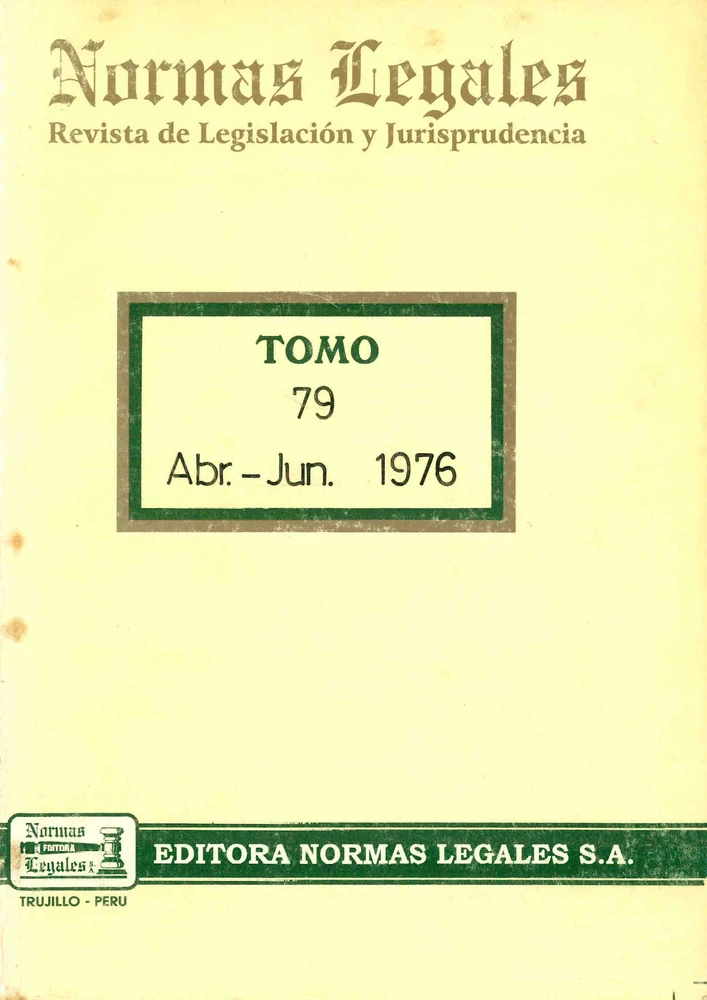 Normas Legales
Revista de Legislación y Jurisprudencia
TOMO
79
Abr. - Jun. 1976
Normas
EDITORA
Legales S.A.
EDITORA NORMAS LEGALES S.A.
TRUJILLO - PERU